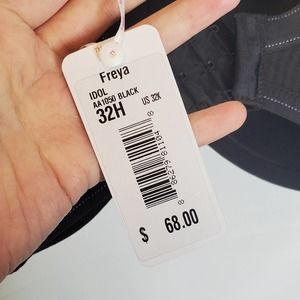 Freya
IDOL
AA1050 BLACK
32H US 32K
$ 68.00